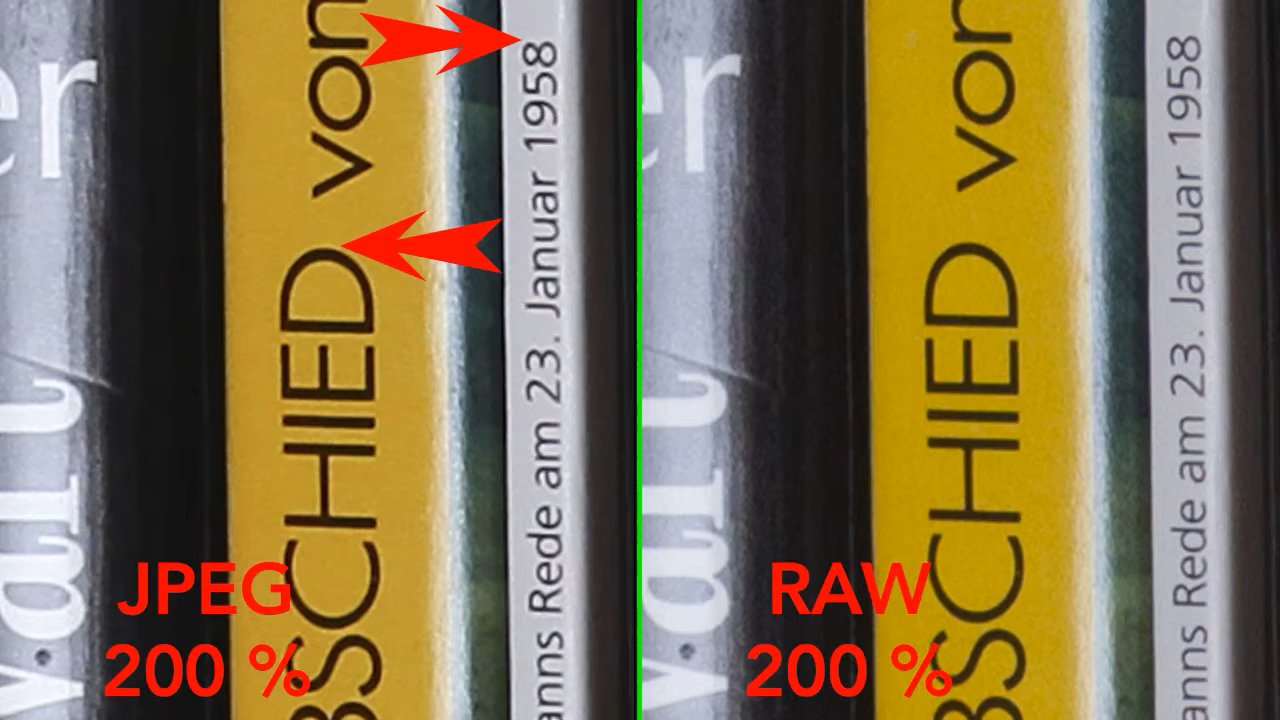 er
BSCHIED von
anns Rede am 23. Januar 1958
JPEG
200 %
er
BSCHIED von
anns Rede am 23. Januar 1958
RAW
200 %